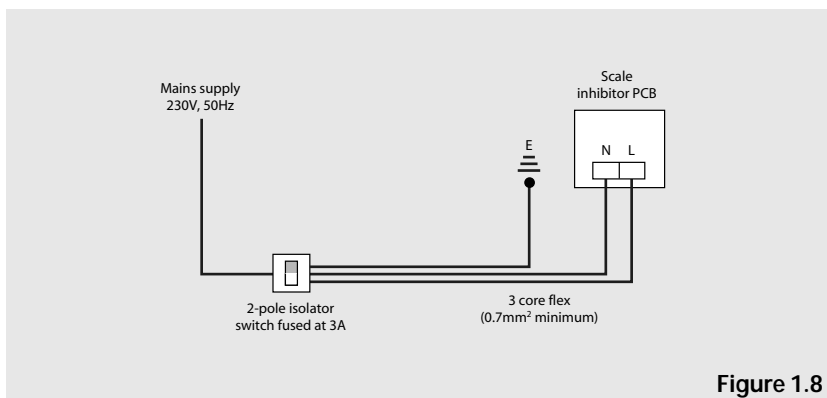 Mains supply
230V, 50Hz
Scale
inhibitor PCB
E
N L
2-pole isolator
switch fused at 3A
3 core flex
(0.7mm² minimum)
Figure 1.8